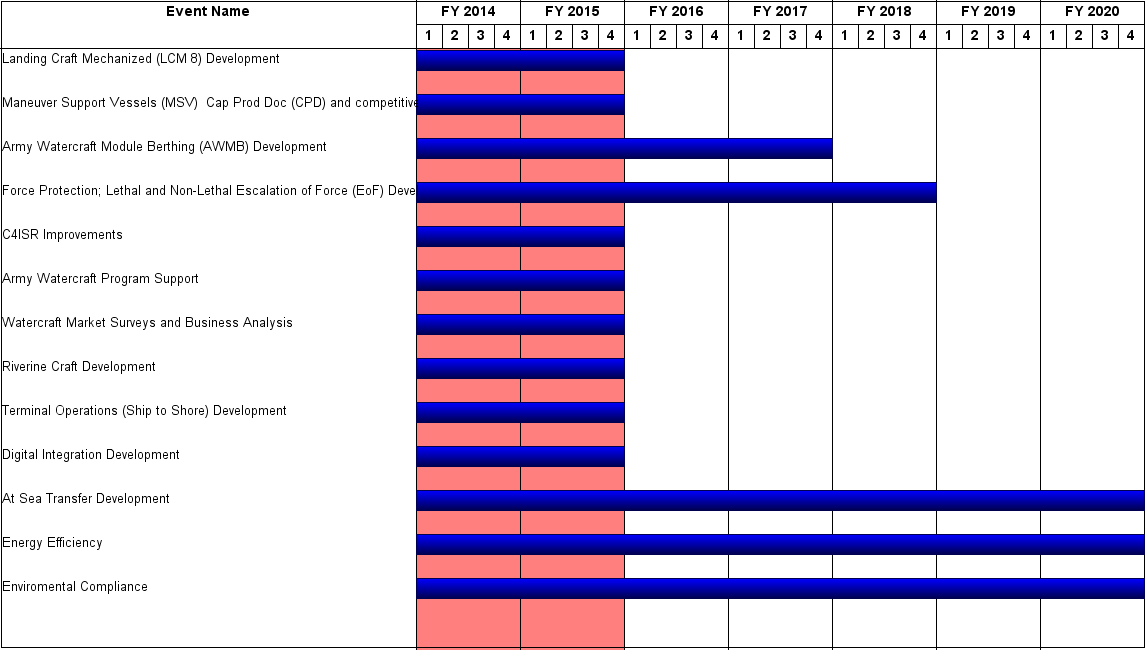 Event Name FY 2014 FY 2015 FY 2016 FY 2017 FY 2018 FY 2019 FY 2020
1 2 3 4 1 2 3 4 1 2 3 4 1 2 3 4 1 2 3 4 1 2 3 4 1 2 3 4
Landing Craft Mechanized (LCM 8) Development
Maneuver Support Vessels (MSV) Cap Prod Doc (CPD) and competitive
Army Watercraft Module Berthing (AWMB) Development
Force Protection; Lethal and Non-Lethal Escalation of Force (EoF) Deve
C4ISR Improvements
Army Watercraft Program Support
Watercraft Market Surveys and Business Analysis
Riverine Craft Development
Terminal Operations (Ship to Shore) Development
Digital Integration Development
At Sea Transfer Development
Energy Efficiency
Enviromental Compliance